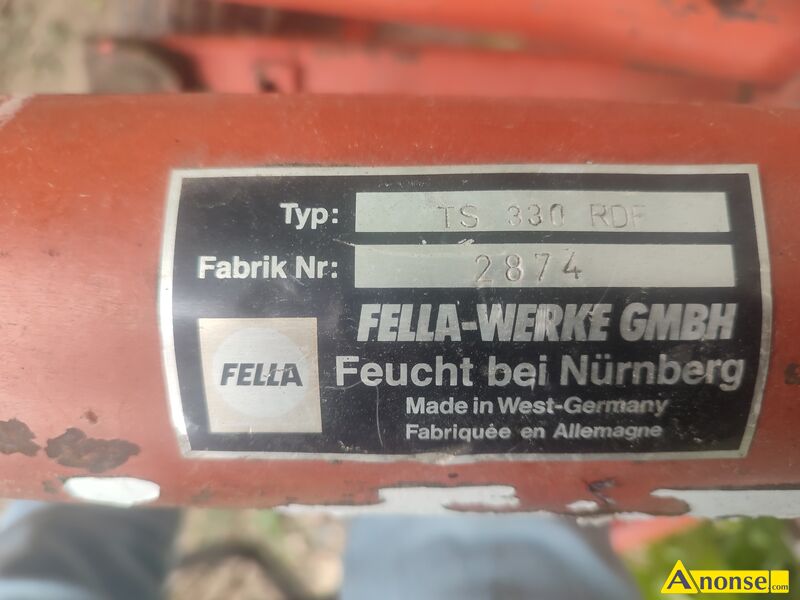 Typ: TS 330 RDF
Fabrik Nr: 2874
FELLA-WERKE GMBH
FELLA
Feucht bei Nürnberg
Made in West-Germany
Fabriquée en Allemagne
Anonse.com